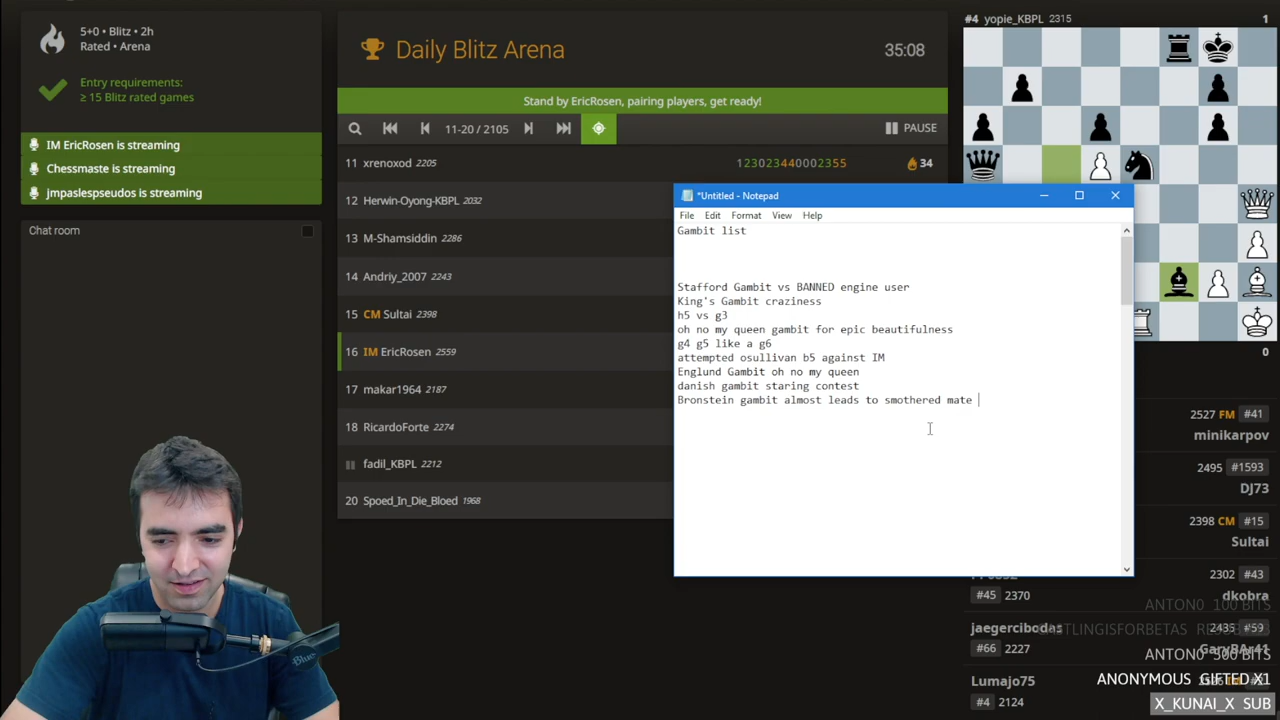 5+0 • Blitz • 2h
Rated • Arena
Entry requirements:
≥ 15 Blitz rated games
IM EricRosen is streaming
Chessmaste is streaming
jmpaslespseudos is streaming
Chat room
Daily Blitz Arena
35:08
Stand by EricRosen, pairing players, get ready!
11-20 / 2105
PAUSE
11 xrenoxod 2205
123023440002355
34
12 Herwin-Oyong-KBPL 2032
13 M-Shamsiddin 2286
14 Andriy_2007 2243
15 CM Sultai 2398
16 IM EricRosen 2559
17 makar1964 2187
18 RicardoForte 2274
fadil_KBPL 2212
20 Spoed_In_Die_Bloed 1968
*Untitled - Notepad
File Edit Format View Help
Gambit list
Stafford Gambit vs BANNED engine user
King's Gambit craziness
h5 vs g3
oh no my queen gambit for epic beautifulness
g4 g5 like a g6
attempted osullivan b5 against IM
Englund Gambit oh no my queen
danish gambit staring contest
Bronstein gambit almost leads to smothered mate
#4 yopie_KBPL 2315
1
0
2527 FM #41
minikarpov
2495 #1593
DJ73
2398 CM #15
Sultai
2302 #43
#45 2370
dkobra
ANTON0 100 BITS
jaegercibodas
2435 #59
#66 2227
ANTON0 500 BITS
Lumajo75
ANONYMOUS GIFTED X1
#4 2124
X_KUNAI_X SUB
Blue